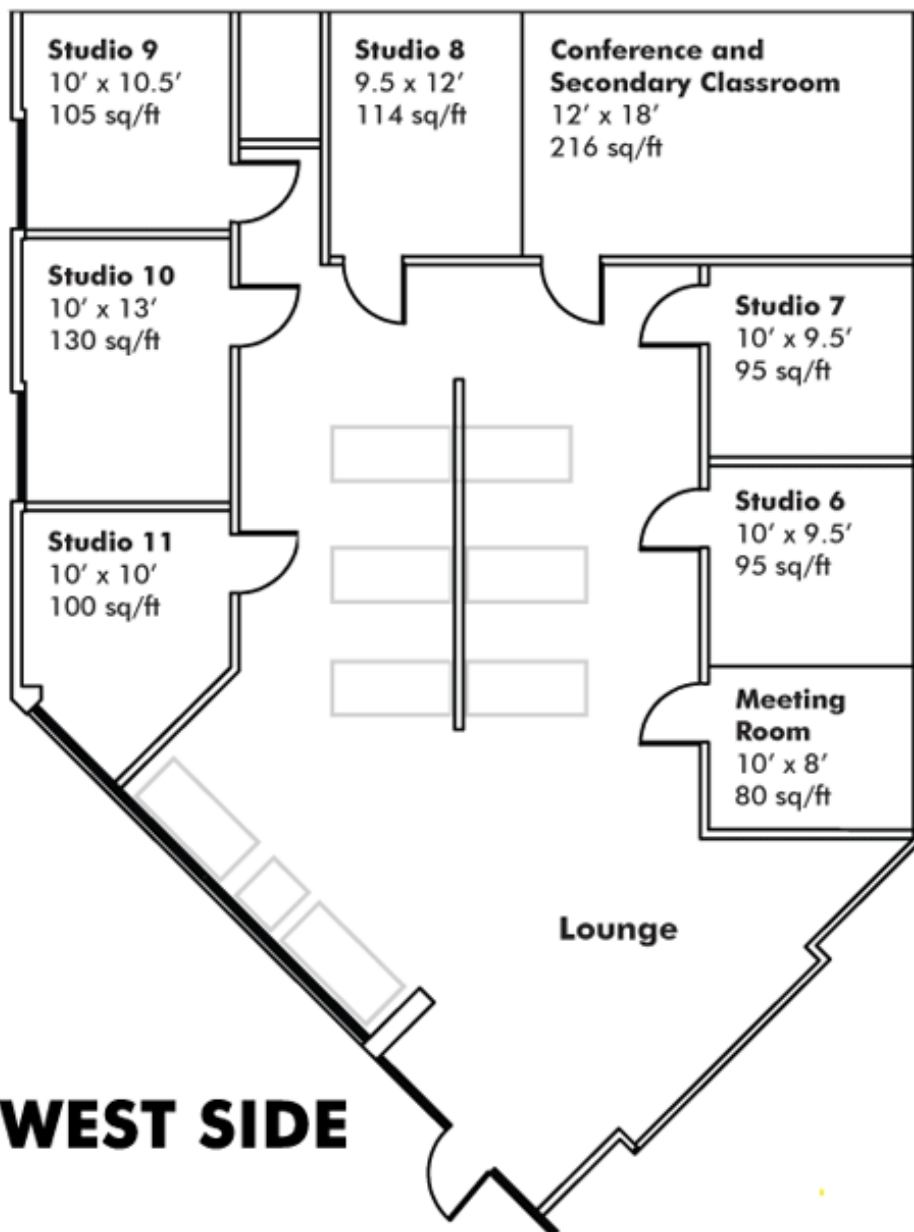 Studio 9
10’ x 10.5’
105 sq/ft
Studio 8
9.5 x 12’
114 sq/ft
Conference and
Secondary Classroom
12’ x 18’
216 sq/ft
Studio 10
10’ x 13’
130 sq/ft
Studio 7
10’ x 9.5’
95 sq/ft
Studio 6
10’ x 9.5’
95 sq/ft
Studio 11
10’ x 10’
100 sq/ft
Meeting
Room
10’ x 8’
80 sq/ft
Lounge
WEST SIDE